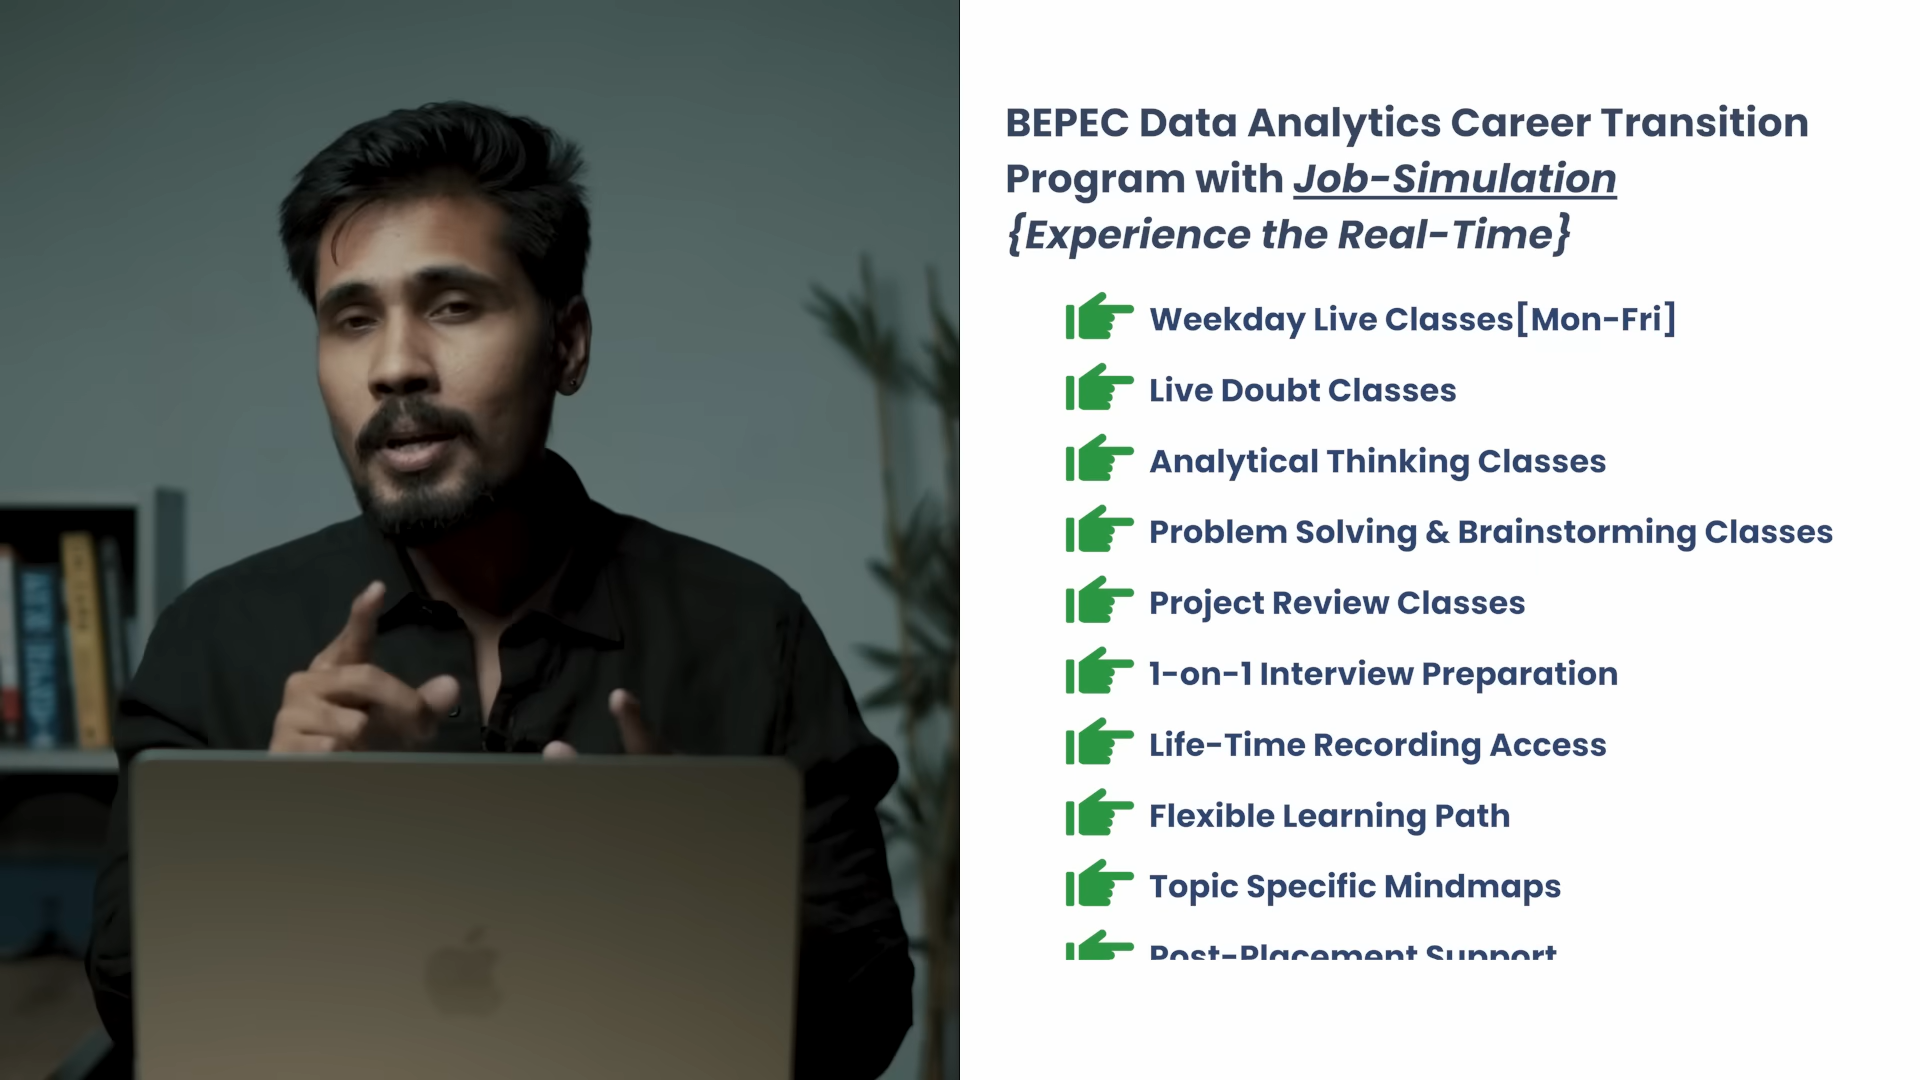 BEPEC Data Analytics Career Transition
Program with Job-Simulation
{Experience the Real-Time}
Weekday Live Classes[Mon-Fri]
Live Doubt Classes
Analytical Thinking Classes
Problem Solving & Brainstorming Classes
Project Review Classes
1-on-1 Interview Preparation
Life-Time Recording Access
Flexible Learning Path
Topic Specific Mindmaps
Post-Placement Support